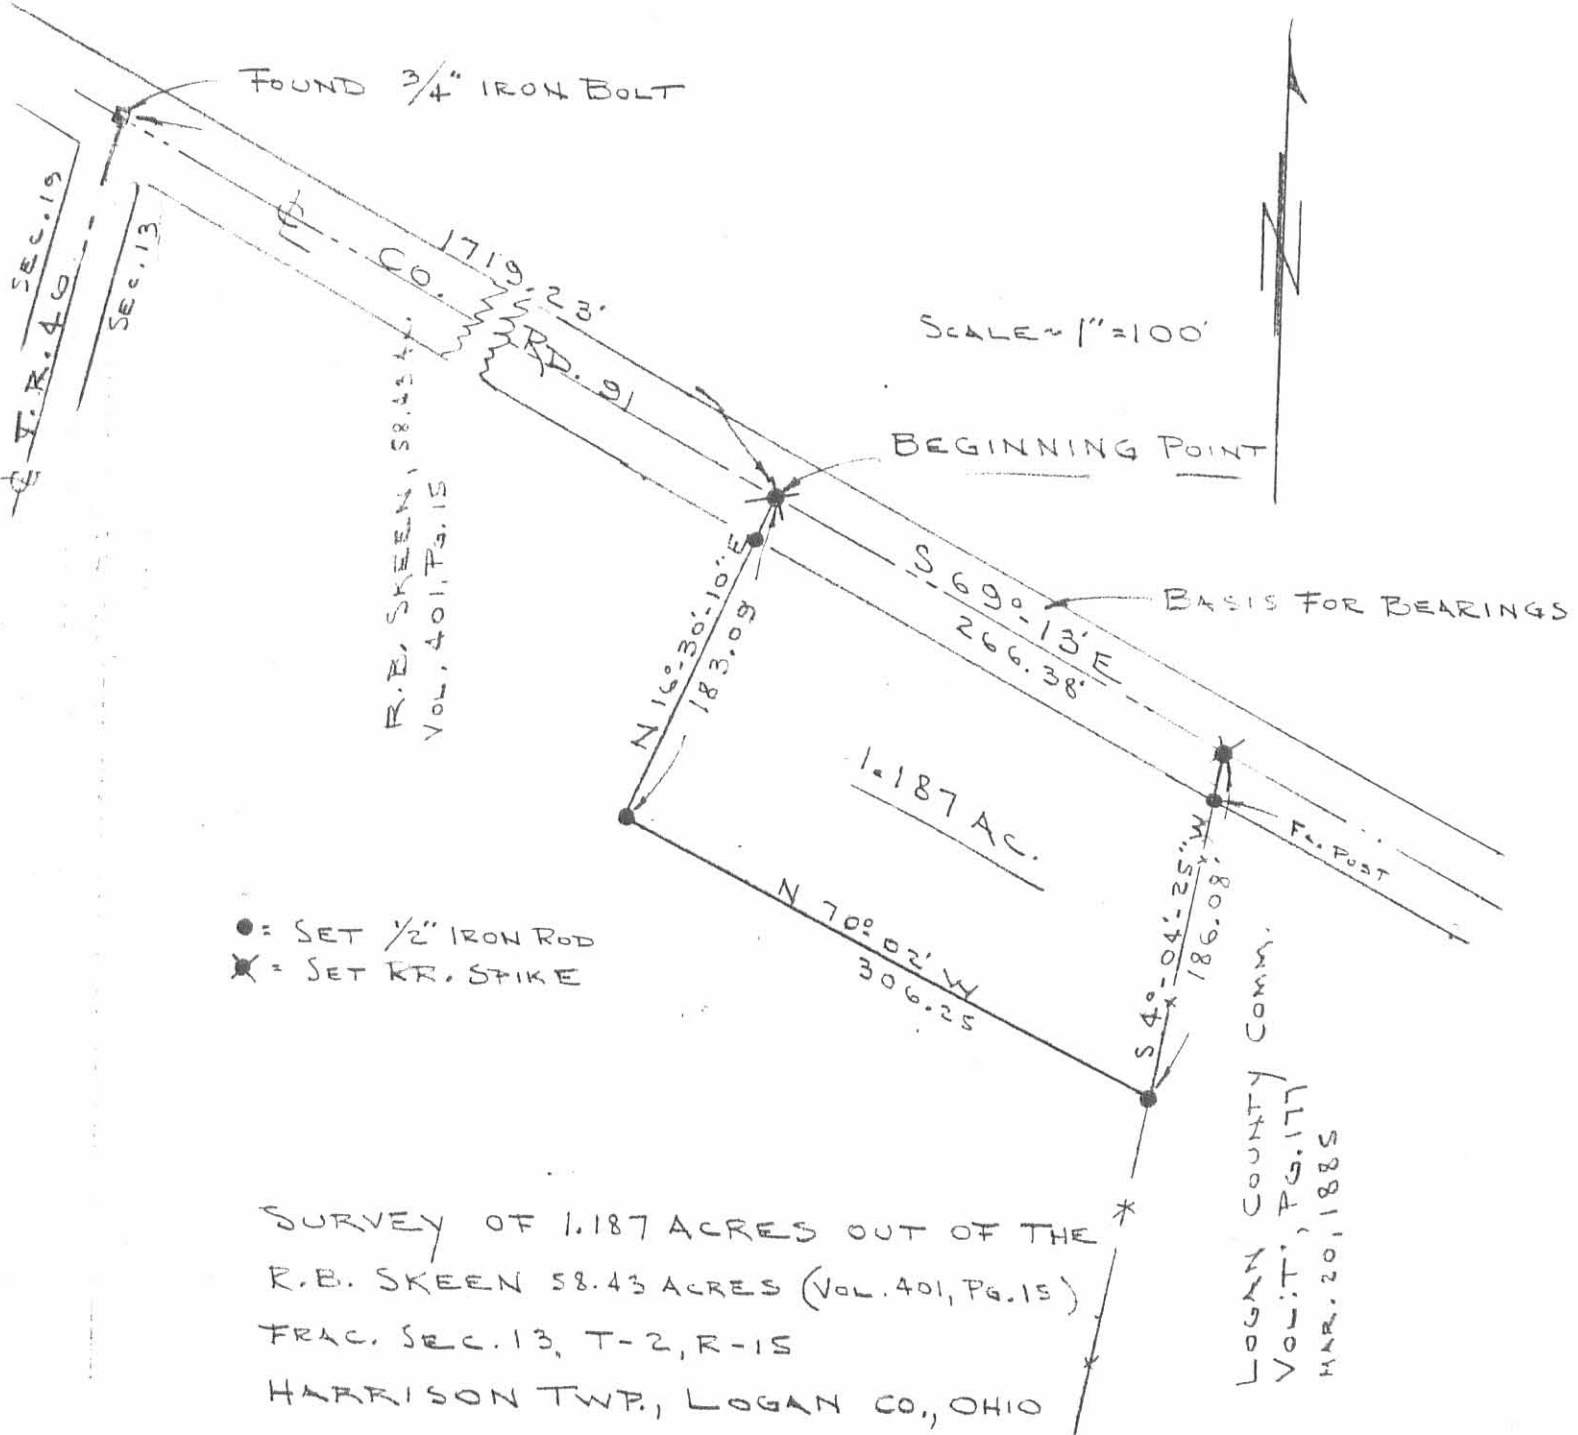 FOUND 3/4" IRON BOLT
SEC. 19
T.R. 46
SEC. 13
℄
CO. RD. 91
1719.23'
N
SCALE ~ 1" = 100'
BEGINNING POINT
R.B. SKEEN, 58.43 Ac.
VOL. 401, PG. 15
N 16°-30'-10" E
183.09
S 69°-13' E
266.38'
BASIS FOR BEARINGS
1.187 AC.
FC. POST
S 4°-04'-25" W
186.08'
N 70°-02' W
306.25
● = SET 1/2" IRON ROD
= SET RR. SPIKE
LOGAN COUNTY COMM.
VOL. "T", PG. 177
MAR. 20, 1885
SURVEY OF 1.187 ACRES OUT OF THE
R.B. SKEEN 58.43 ACRES (VOL. 401, PG. 15)
FRAC. SEC. 13, T-2, R-15
HARRISON TWP., LOGAN CO., OHIO